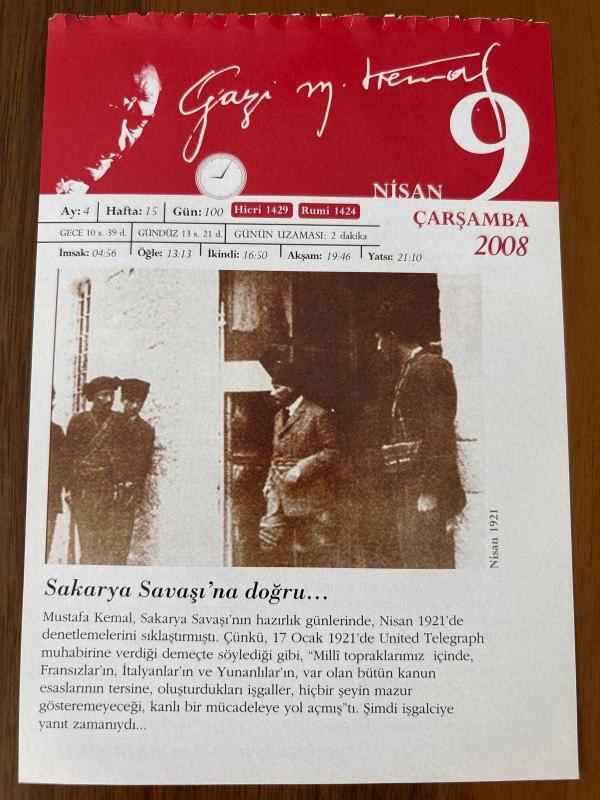 Gazi M. Kemal
9
NİSAN
ÇARŞAMBA
2008
Ay: 4 Hafta: 15 Gün: 100 Hicri 1429 Rumi 1424
GECE 10 s. 39 d. GÜNDÜZ 13 s. 21 d. GÜNÜN UZAMASI: 2 dakika
İmsak: 04:56 Öğle: 13:13 İkindi: 16:50 Akşam: 19:46 Yatsı: 21:10
Nisan 1921
Sakarya Savaşı'na doğru...
Mustafa Kemal, Sakarya Savaşı'nın hazırlık günlerinde, Nisan 1921'de
denetlemelerini sıklaştırmıştı. Çünkü, 17 Ocak 1921'de United Telegraph
muhabirine verdiği demeçte söylediği gibi, "Millî topraklarımız içinde,
Fransızlar'ın, İtalyanlar'ın ve Yunanlılar'ın, var olan bütün kanun
esaslarının tersine, oluşturdukları işgaller, hiçbir şeyin mazur
gösteremeyeceği, kanlı bir mücadeleye yol açmış"tı. Şimdi işgalciye
yanıt zamanıydı...